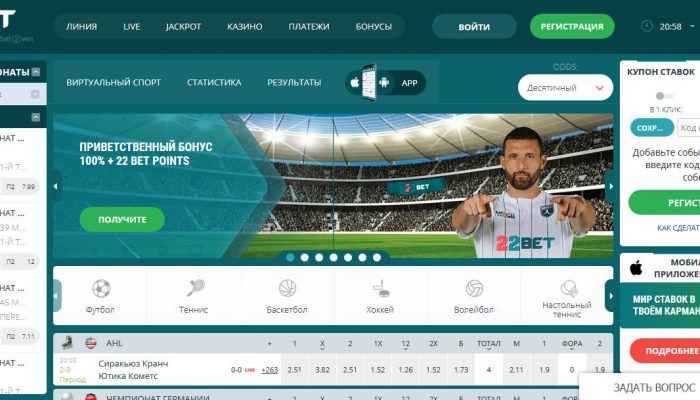 T
bet win
ЛИНИЯ LIVE JACKPOT КАЗИНО ПЛАТЕЖИ БОНУСЫ ВОЙТИ РЕГИСТРАЦИЯ 20:58
ОНАТЫ
НАТ ...
1-Й Т...
П2 7.99
НАТ ...
39 М...
1-Й Т...
П2 12
НАТ ...
45 М...
ПЕРЕ...
П2 7.11
НАТ ...
ВИРТУАЛЬНЫЙ СПОРТ СТАТИСТИКА РЕЗУЛЬТАТЫ APP
ODDS:
Десятичный
ПРИВЕТСТВЕННЫЙ БОНУС
100% + 22 BET POINTS
ПОЛУЧИТЕ
22 BET
22BET
Футбол Теннис Баскетбол Хоккей Волейбол Настольный
теннис
AHL + 1 X 2 1X 12 2X Б ТОТАЛ М 1 ФОРА 2
20:03
2-й
Период
Сиракьюз Кранч
Ютика Кометс
0-0 LIVE +263 2.51 3.82 2.51 1.52 1.26 1.52 1.73 4 2.11 1.9 0 1.9
ЧЕМПИОНАТ ГЕРМАНИИ
КУПОН СТАВОК
В 1 КЛИК:
СОХР... Код
Добавьте собы
введите код
собы
РЕГИСТ
КАК СДЕЛАТ
МОБИЛ
ПРИЛОЖЕНИ
МИР СТАВОК В
ТВОЁМ КАРМАН
ПОДРОБНЕЕ
ЗАДАТЬ ВОПРОС